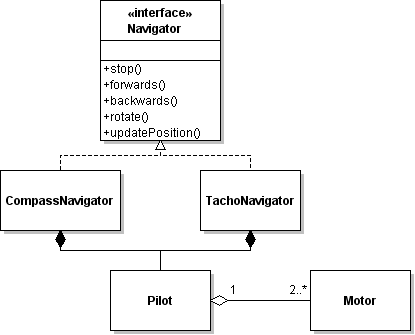 «interface»
Navigator
+stop()
+forwards()
+backwards()
+rotate()
+updatePosition()
CompassNavigator
TachoNavigator
Pilot
1
2..*
Motor